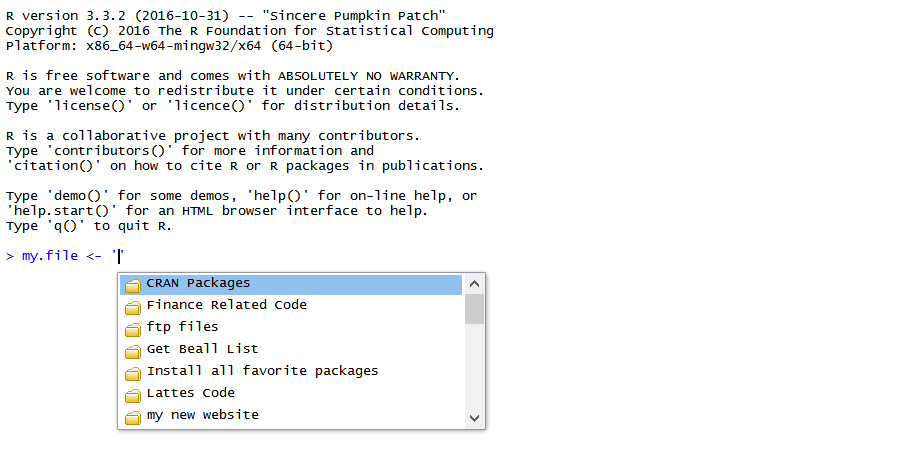 R version 3.3.2 (2016-10-31) -- "Sincere Pumpkin Patch"
Copyright (C) 2016 The R Foundation for Statistical Computing
Platform: x86_64-w64-mingw32/x64 (64-bit)
R is free software and comes with ABSOLUTELY NO WARRANTY.
You are welcome to redistribute it under certain conditions.
Type 'license()' or 'licence()' for distribution details.
R is a collaborative project with many contributors.
Type 'contributors()' for more information and
'citation()' on how to cite R or R packages in publications.
Type 'demo()' for some demos, 'help()' for on-line help, or
'help.start()' for an HTML browser interface to help.
Type 'q()' to quit R.
> my.file <- ''
CRAN Packages
Finance Related Code
ftp files
Get Beall List
Install all favorite packages
Lattes Code
my new website